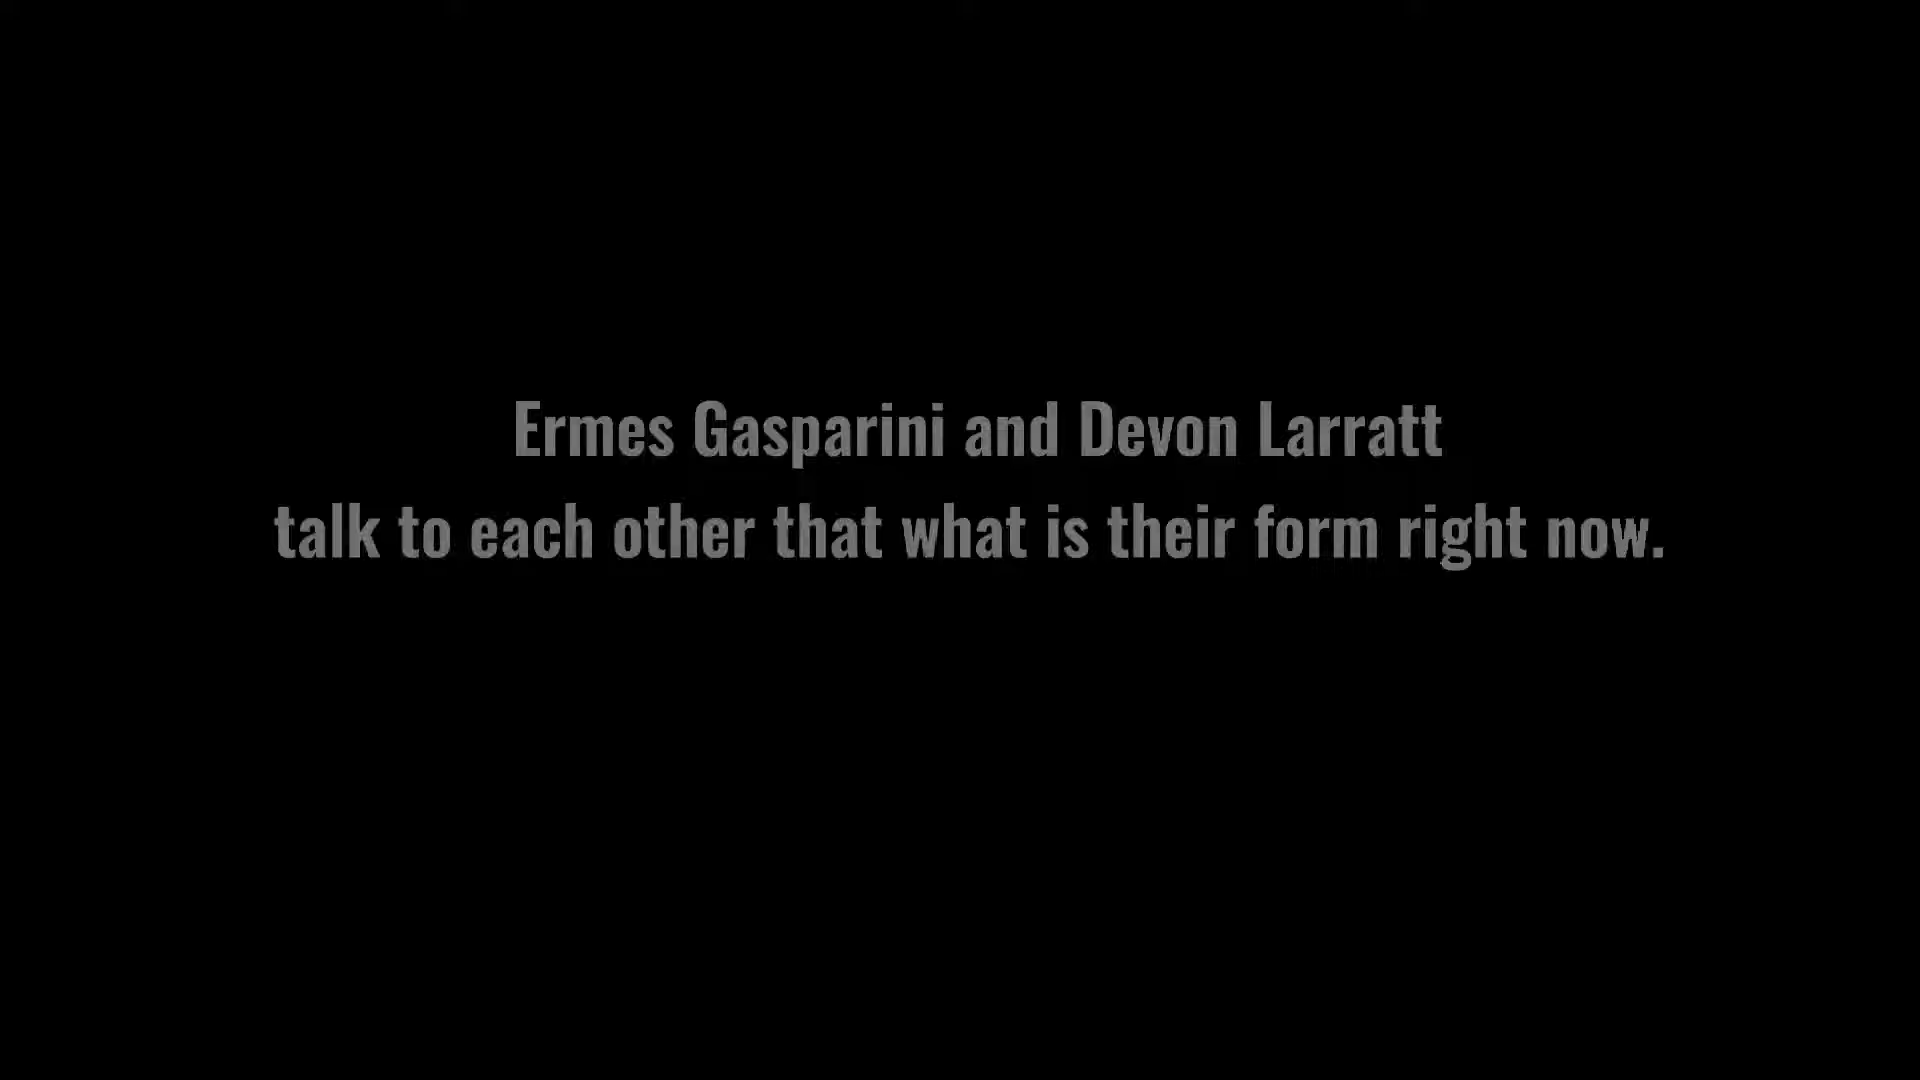 Ermes Gasparini and Devon Larratt
talk to each other that what is their form right now.